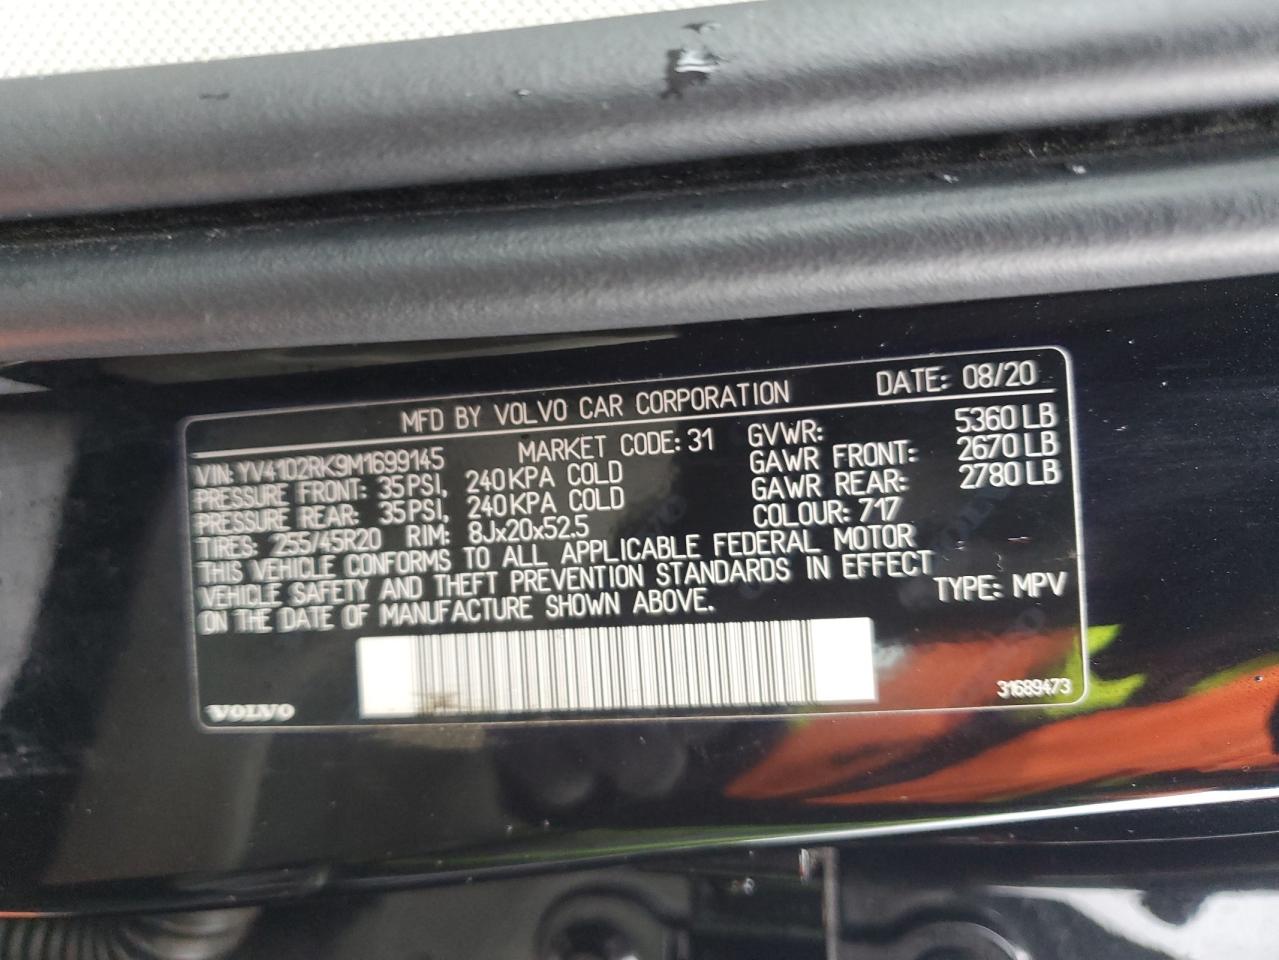 MFD BY VOLVO CAR CORPORATION DATE: 08/20
VIN: YV4102RK9M1699145 MARKET CODE: 31 GVWR: 5360 LB
PRESSURE FRONT: 35 PSI, 240 KPA COLD GAWR FRONT: 2670 LB
PRESSURE REAR: 35 PSI, 240 KPA COLD GAWR REAR: 2780 LB
TIRES: 255/45R20 RIM: 8Jx20x52.5 COLOUR: 717
THIS VEHICLE CONFORMS TO ALL APPLICABLE FEDERAL MOTOR
VEHICLE SAFETY AND THEFT PREVENTION STANDARDS IN EFFECT
ON THE DATE OF MANUFACTURE SHOWN ABOVE. TYPE: MPV
VOLVO 31689473